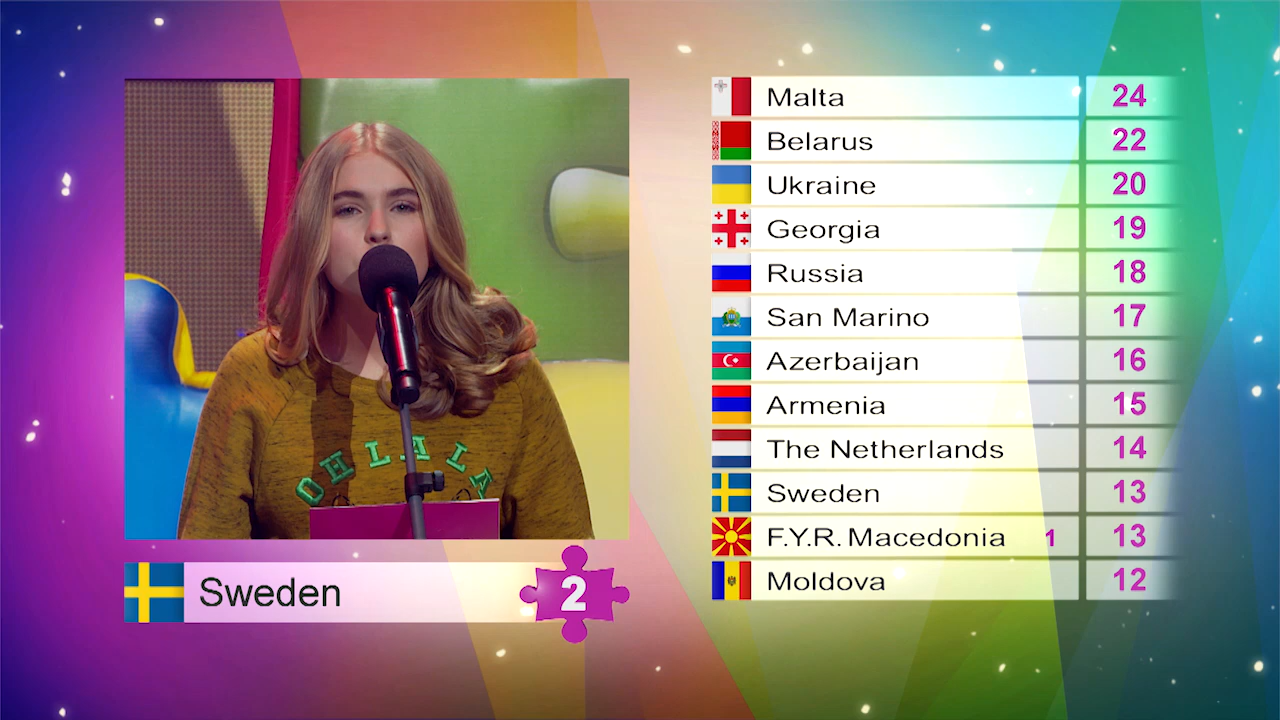 OHLALA
Sweden 2
Malta 24
Belarus 22
Ukraine 20
Georgia 19
Russia 18
San Marino 17
Azerbaijan 16
Armenia 15
The Netherlands 14
Sweden 13
F.Y.R. Macedonia 1 13
Moldova 12